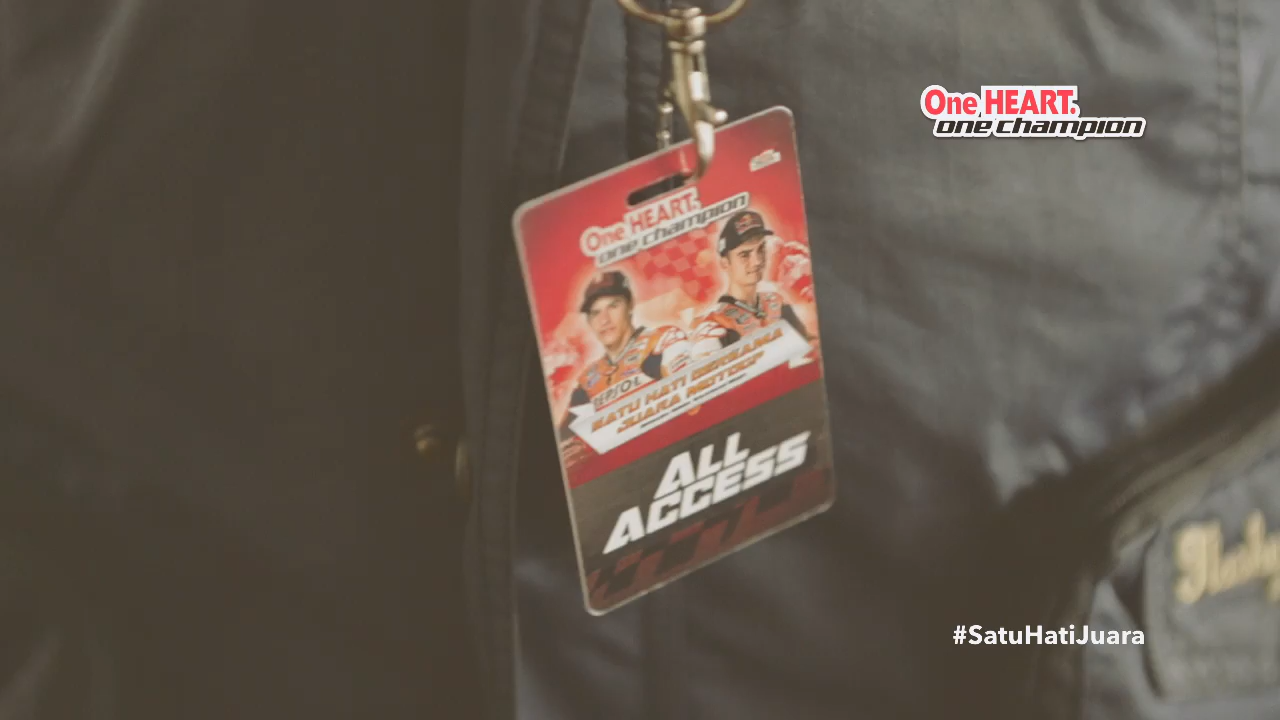 One HEART.
one champion
One HEART.
one champion
REPSOL
SATU HATI BERSAMA
JUARA MOTOGP
ALL
ACCESS
#SatuHatiJuara